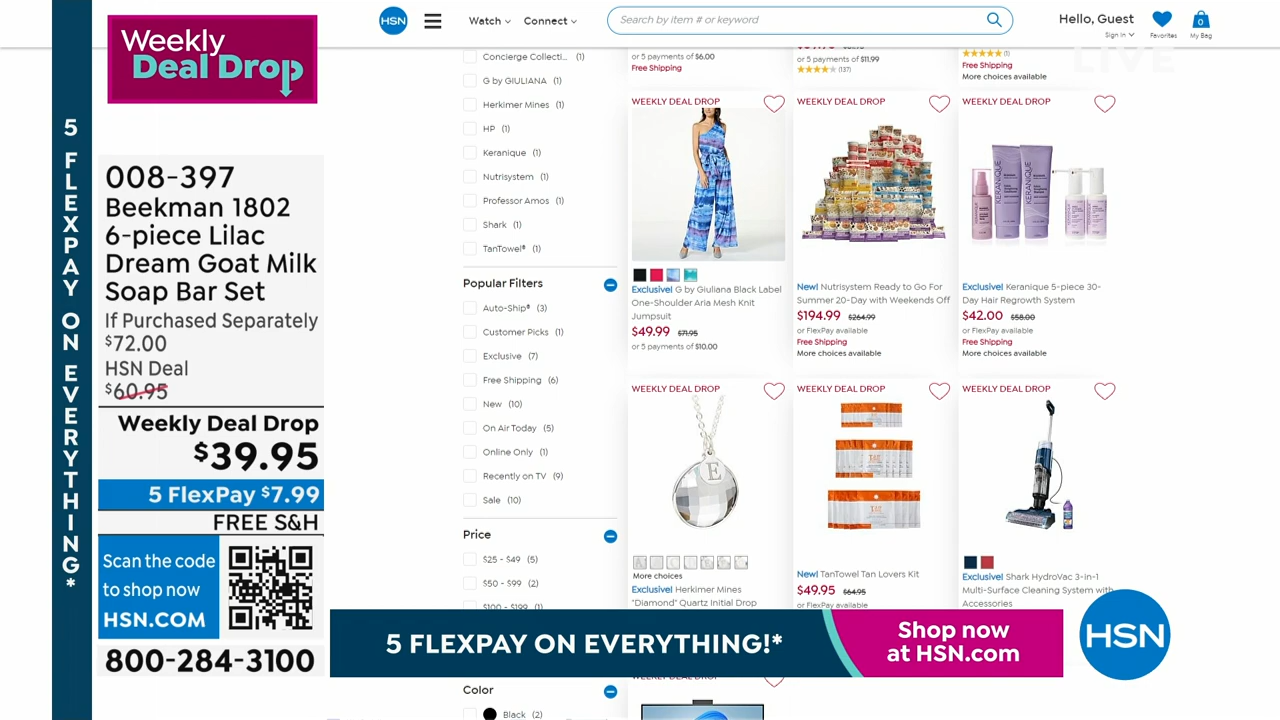 5 FLEXPAY ON EVERYTHING*
Weekly
Deal Drop
008-397
Beekman 1802
6-piece Lilac
Dream Goat Milk
Soap Bar Set
If Purchased Separately
$72.00
HSN Deal
$60.95
Weekly Deal Drop
$39.95
5 FlexPay $7.99
FREE S&H
Scan the code
to shop now
HSN.COM
800-284-3100
HSN
Watch
Connect
Search by item # or keyword
Hello, Guest
Sign In
Favorites
0
My Bag
LIVE
Concierge Collecti... (1)
G by GIULIANA (1)
Herkimer Mines (1)
HP (1)
Keranique (1)
Nutrisystem (1)
Professor Amos (1)
Shark (1)
TanTowel® (1)
Popular Filters
Auto-Ship® (3)
Customer Picks (1)
Exclusive (7)
Free Shipping (6)
New (10)
On Air Today (5)
Online Only (1)
Recently on TV (9)
Sale (10)
Price
$25 - $49 (5)
$50 - $99 (2)
$100 - $199 (1)
Color
Black (2)
or 5 payments of $6.00
Free Shipping
or 5 payments of $11.99
(137)
(1)
Free Shipping
More choices available
WEEKLY DEAL DROP
Exclusive! G by Giuliana Black Label
One-Shoulder Aria Mesh Knit
Jumpsuit
$49.99 $71.95
or 5 payments of $10.00
WEEKLY DEAL DROP
New! Nutrisystem Ready to Go For
Summer 20-Day with Weekends Off
$194.99 $264.99
or FlexPay available
Free Shipping
More choices available
WEEKLY DEAL DROP
KERANIQUE
KERANIQUE
Exclusive! Keranique 5-piece 30-
Day Hair Regrowth System
$42.00 $58.00
or FlexPay available
Free Shipping
More choices available
WEEKLY DEAL DROP
E
More choices
Exclusive! Herkimer Mines
"Diamond" Quartz Initial Drop
WEEKLY DEAL DROP
New! TanTowel Tan Lovers Kit
$49.95 $64.95
or FlexPay available
WEEKLY DEAL DROP
Exclusive! Shark HydroVac 3-in-1
Multi-Surface Cleaning System with
Accessories
WEEKLY DEAL DROP
5 FLEXPAY ON EVERYTHING!*
Shop now
at HSN.com
HSN